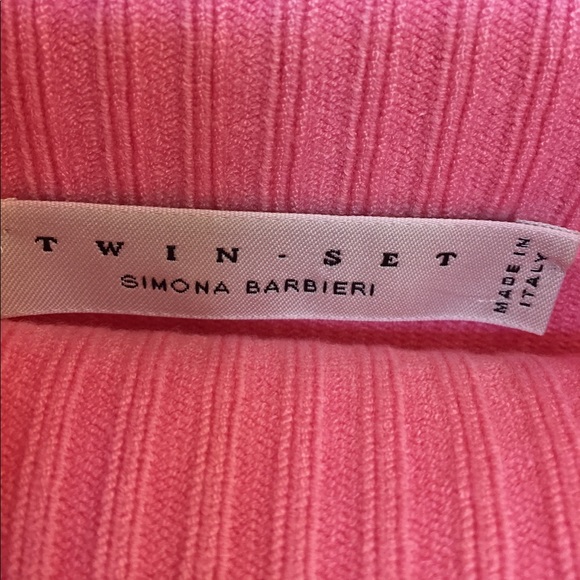 TWIN-SET
SIMONA BARBIERI
MADE IN
ITALY